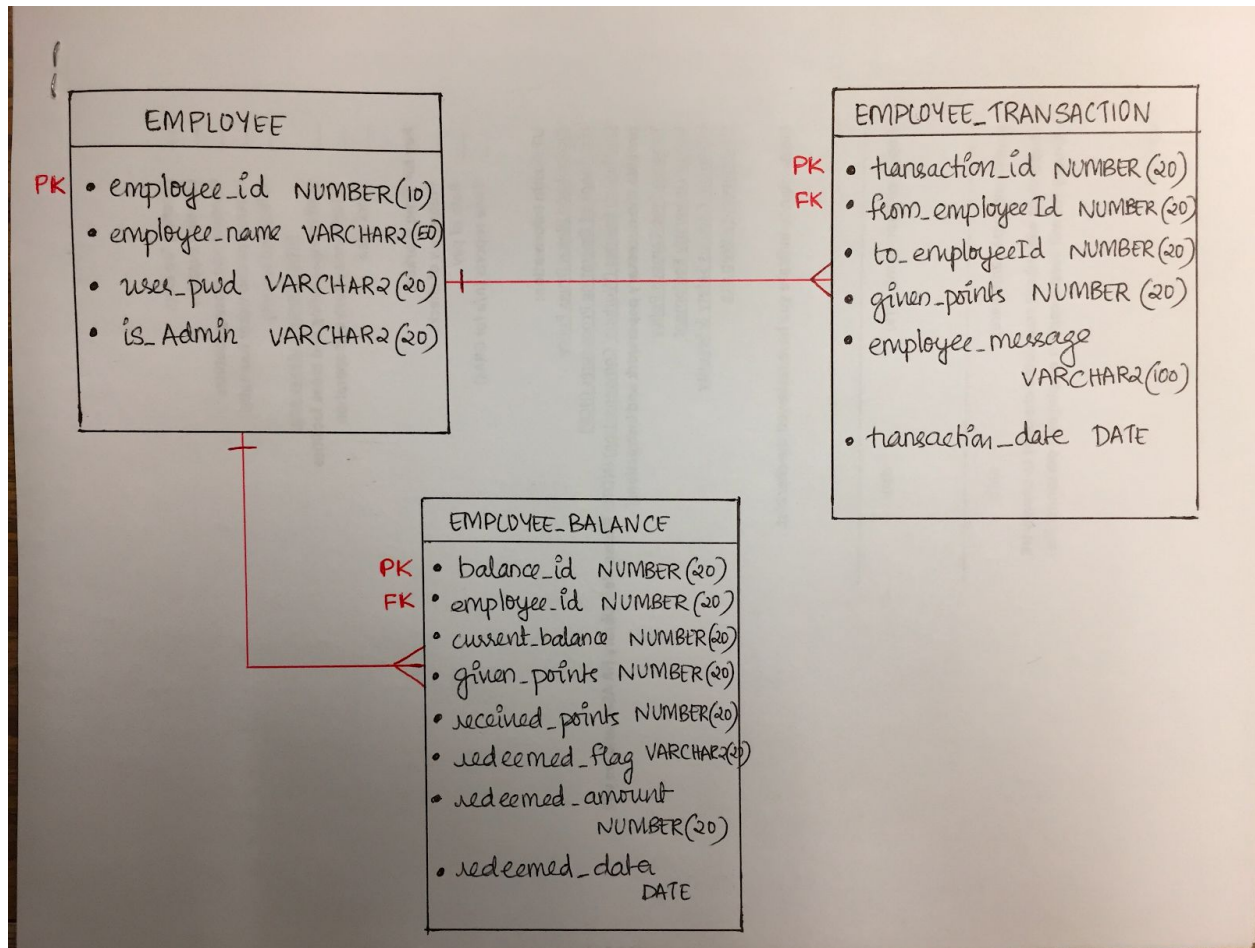 EMPLOYEE
PK • employee_id NUMBER(10)
• employee_name VARCHAR2(50)
• user_pwd VARCHAR2(20)
• is_Admin VARCHAR2(20)
EMPLOYEE_TRANSACTION
PK • transaction_id NUMBER(20)
FK • from_employeeId NUMBER(20)
• to_employeeId NUMBER(20)
• given_points NUMBER(20)
• employee_message
VARCHAR2(100)
• transaction_date DATE
EMPLOYEE_BALANCE
PK • balance_id NUMBER(20)
FK • employee_id NUMBER(20)
• current_balance NUMBER(20)
• given_points NUMBER(20)
• received_points NUMBER(20)
• redeemed_flag VARCHAR2(20)
• redeemed_amount
NUMBER(20)
• redeemed_data
DATE